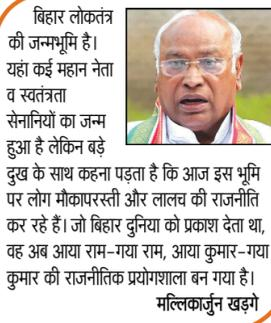 बिहार लोकतंत्र
की जन्मभूमि है।
यहां कई महान नेता
व स्वतंत्रता
सेनानियों का जन्म
हुआ है लेकिन बड़े
दुख के साथ कहना पड़ता है कि आज इस भूमि
पर लोग मौकापरस्ती और लालच की राजनीति
कर रहे हैं। जो बिहार दुनिया को प्रकाश देता था,
वह अब आया राम-गया राम, आया कुमार-गया
कुमार की राजनीतिक प्रयोगशाला बन गया है।
मल्लिकार्जुन खड़गे